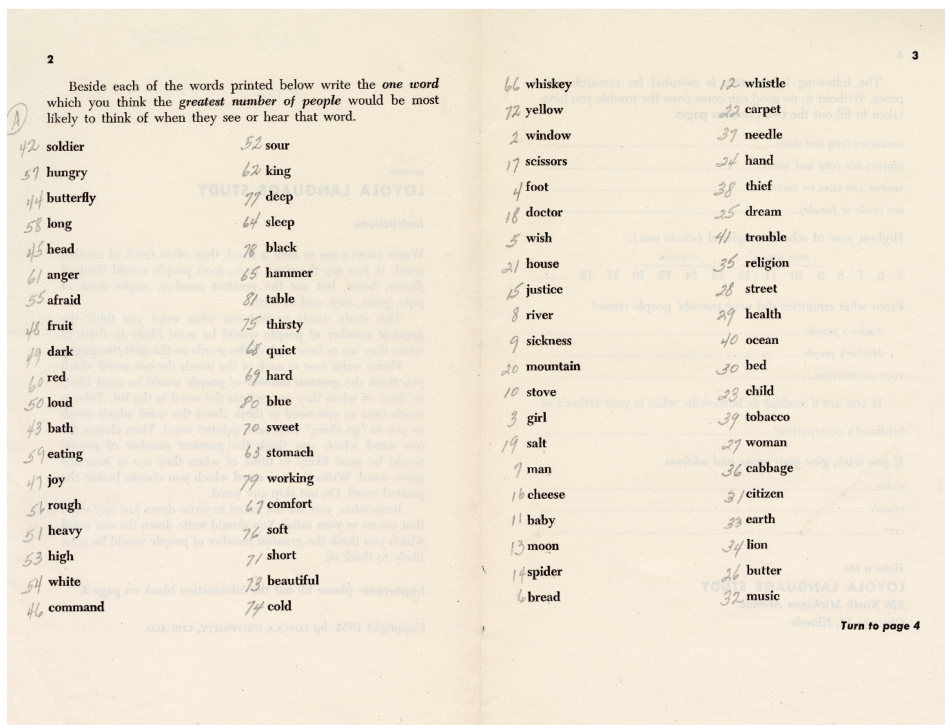 2
Beside each of the words printed below write the one word
which you think the greatest number of people would be most
likely to think of when they see or hear that word.
A
42 soldier
57 hungry
44 butterfly
58 long
45 head
61 anger
55 afraid
48 fruit
49 dark
60 red
50 loud
43 bath
59 eating
47 joy
56 rough
51 heavy
53 high
54 white
46 command
52 sour
62 king
77 deep
64 sleep
78 black
65 hammer
81 table
75 thirsty
68 quiet
69 hard
80 blue
70 sweet
63 stomach
79 working
67 comfort
76 soft
71 short
73 beautiful
74 cold
3
66 whiskey
72 yellow
2 window
17 scissors
4 foot
18 doctor
5 wish
21 house
15 justice
8 river
9 sickness
20 mountain
10 stove
3 girl
19 salt
7 man
16 cheese
11 baby
13 moon
14 spider
6 bread
12 whistle
22 carpet
37 needle
24 hand
38 thief
25 dream
41 trouble
35 religion
28 street
29 health
40 ocean
30 bed
23 child
39 tobacco
27 woman
36 cabbage
31 citizen
33 earth
34 lion
26 butter
32 music
Turn to page 4